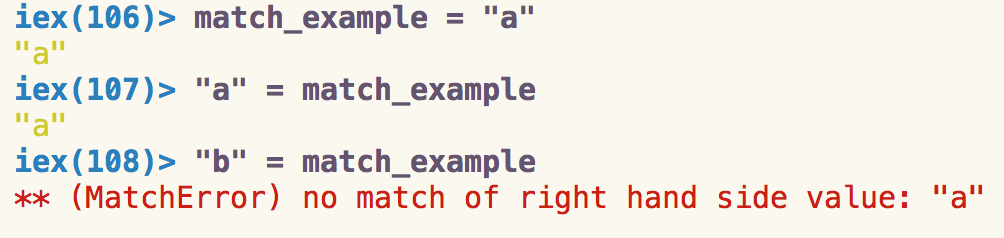 iex(106)> match_example = "a"
"a"
iex(107)> "a" = match_example
"a"
iex(108)> "b" = match_example
** (MatchError) no match of right hand side value: "a"